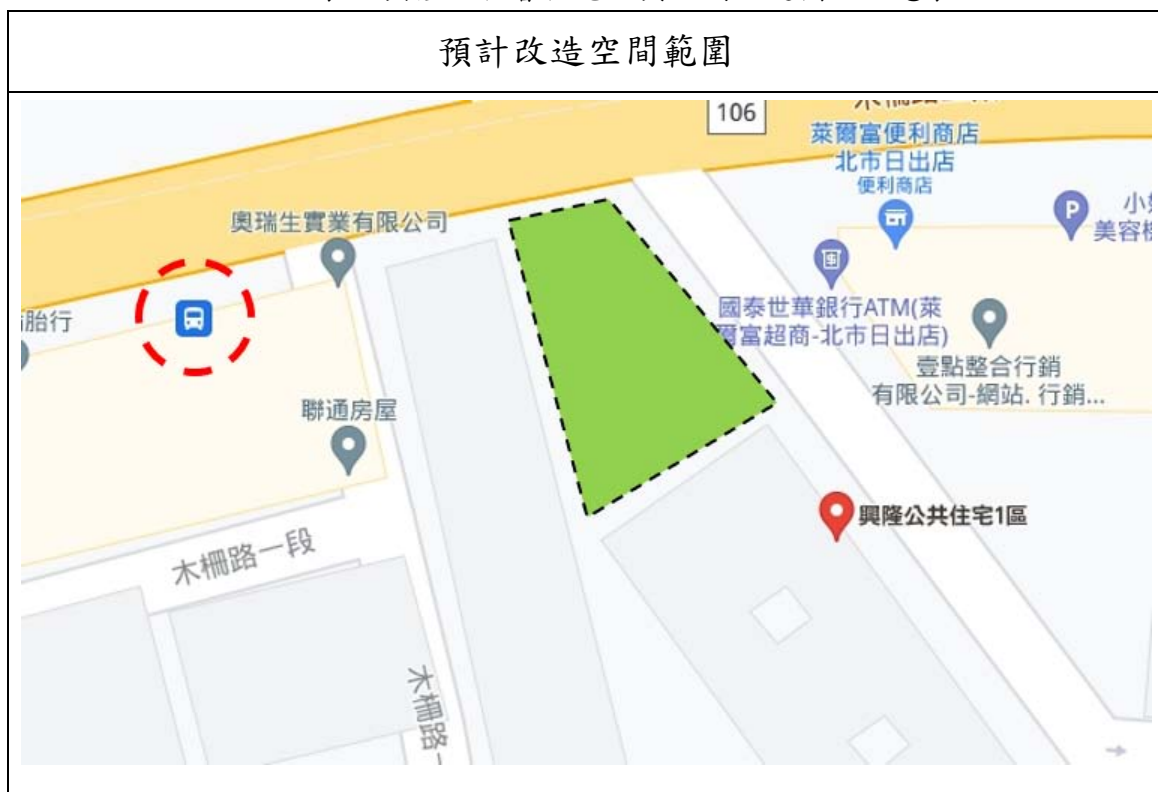 預計改造空間範圍
106
萊爾富便利商店
北市日出店
便利商店
奧瑞生實業有限公司
胎行
國泰世華銀行ATM(萊
爾富超商-北市日出店)
美容
壹點整合行銷
有限公司-網站. 行銷...
聯通房屋
興隆公共住宅1區
木柵路一段
木柵路